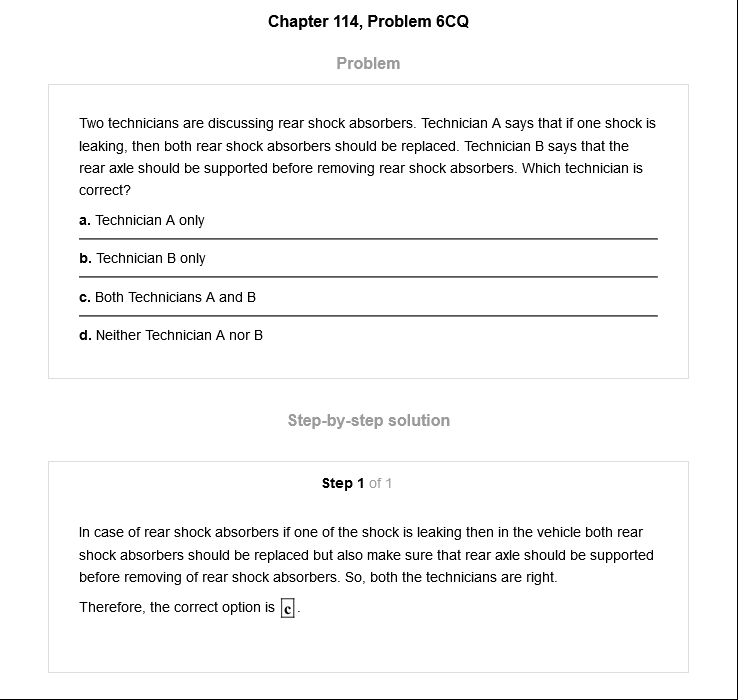 Chapter 114, Problem 6CQ
Problem
Two technicians are discussing rear shock absorbers. Technician A says that if one shock is
leaking, then both rear shock absorbers should be replaced. Technician B says that the
rear axle should be supported before removing rear shock absorbers. Which technician is
correct?
a. Technician A only
b. Technician B only
c. Both Technicians A and B
d. Neither Technician A nor B
Step-by-step solution
Step 1 of 1
In case of rear shock absorbers if one of the shock is leaking then in the vehicle both rear
shock absorbers should be replaced but also make sure that rear axle should be supported
before removing of rear shock absorbers. So, both the technicians are right.
Therefore, the correct option is c.